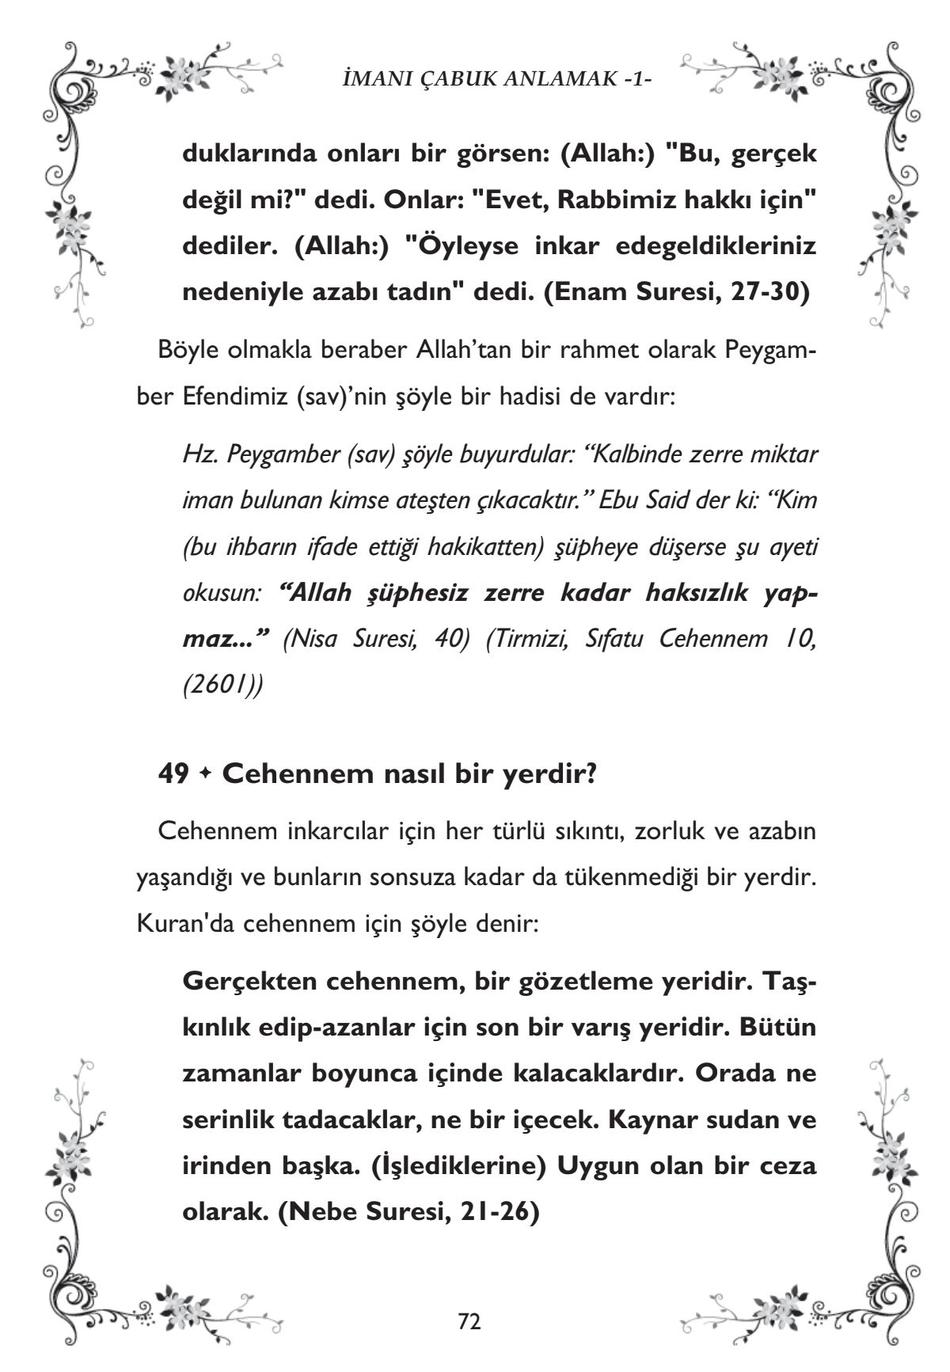 İMANI ÇABUK ANLAMAK -1-
duklarında onları bir görsen: (Allah:) "Bu, gerçek
değil mi?" dedi. Onlar: "Evet, Rabbimiz hakkı için"
dediler. (Allah:) "Öyleyse inkar edegeldikleriniz
nedeniyle azabı tadın" dedi. (Enam Suresi, 27-30)
Böyle olmakla beraber Allah’tan bir rahmet olarak Peygam-
ber Efendimiz (sav)’nin şöyle bir hadisi de vardır:
Hz. Peygamber (sav) şöyle buyurdular: “Kalbinde zerre miktar
iman bulunan kimse ateşten çıkacaktır.” Ebu Said der ki: “Kim
(bu ihbarın ifade ettiği hakikatten) şüpheye düşerse şu ayeti
okusun: “Allah şüphesiz zerre kadar haksızlık yap-
maz...” (Nisa Suresi, 40) (Tirmizi, Sıfatu Cehennem 10,
(2601))
49 ✦ Cehennem nasıl bir yerdir?
Cehennem inkarcılar için her türlü sıkıntı, zorluk ve azabın
yaşandığı ve bunların sonsuza kadar da tükenmediği bir yerdir.
Kuran'da cehennem için şöyle denir:
Gerçekten cehennem, bir gözetleme yeridir. Taş-
kınlık edip-azanlar için son bir varış yeridir. Bütün
zamanlar boyunca içinde kalacaklardır. Orada ne
serinlik tadacaklar, ne bir içecek. Kaynar sudan ve
irinden başka. (İşlediklerine) Uygun olan bir ceza
olarak. (Nebe Suresi, 21-26)
72